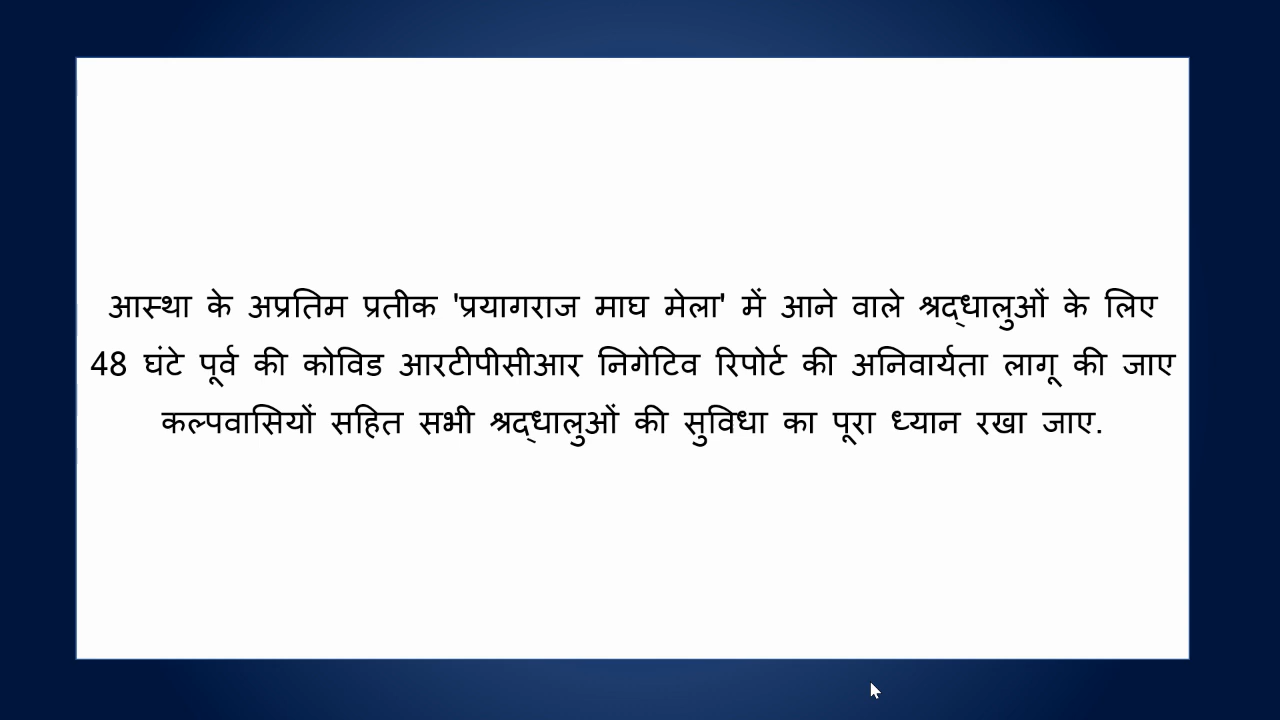 आस्था के अप्रतिम प्रतीक 'प्रयागराज माघ मेला' में आने वाले श्रद्धालुओं के लिए
48 घंटे पूर्व की कोविड आरटीपीसीआर निगेटिव रिपोर्ट की अनिवार्यता लागू की जाए
कल्पवासियों सहित सभी श्रद्धालुओं की सुविधा का पूरा ध्यान रखा जाए.